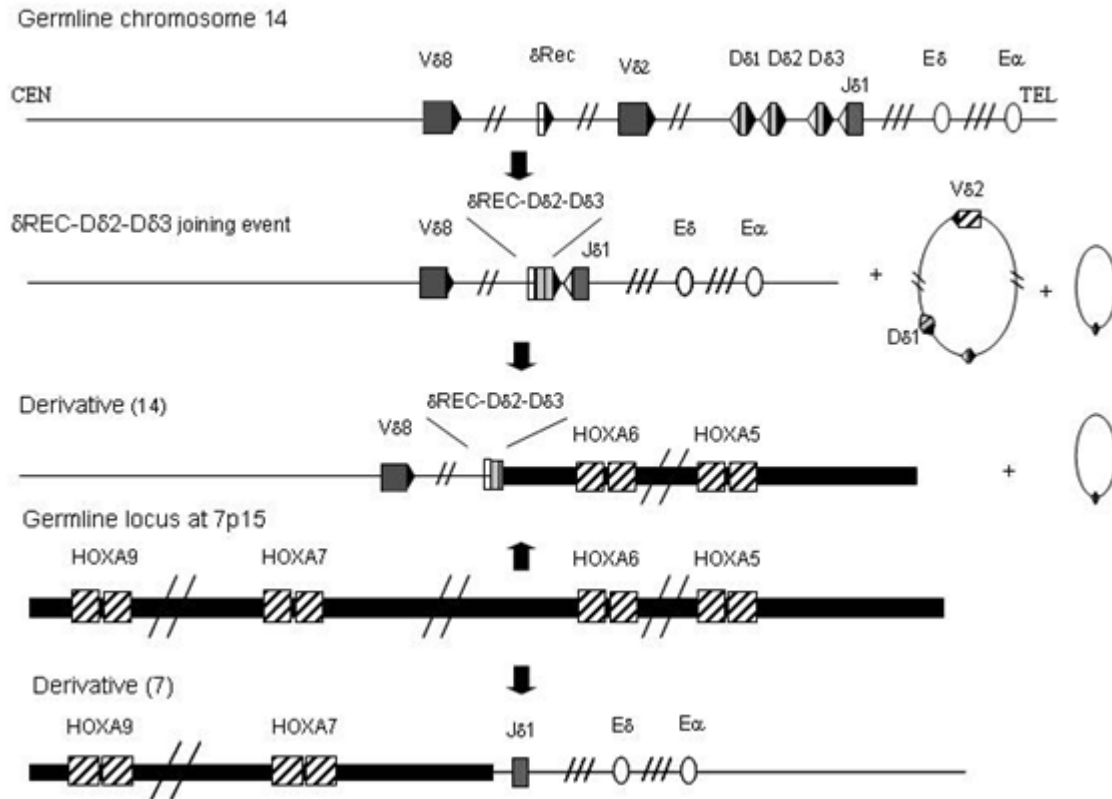 Germline chromosome 14
Vδ8 δRec Vδ2 Dδ1 Dδ2 Dδ3
Jδ1 Eδ Eα
CEN TEL
δREC-Dδ2-Dδ3
Vδ2
δREC-Dδ2-Dδ3 joining event
Vδ8 Jδ1 Eδ Eα
+ +
Dδ1
Derivative (14)
δREC-Dδ2-Dδ3
Vδ8 HOXA6 HOXA5
+
Germline locus at 7p15
HOXA9 HOXA7 HOXA6 HOXA5
Derivative (7)
HOXA9 HOXA7 Jδ1 Eδ Eα